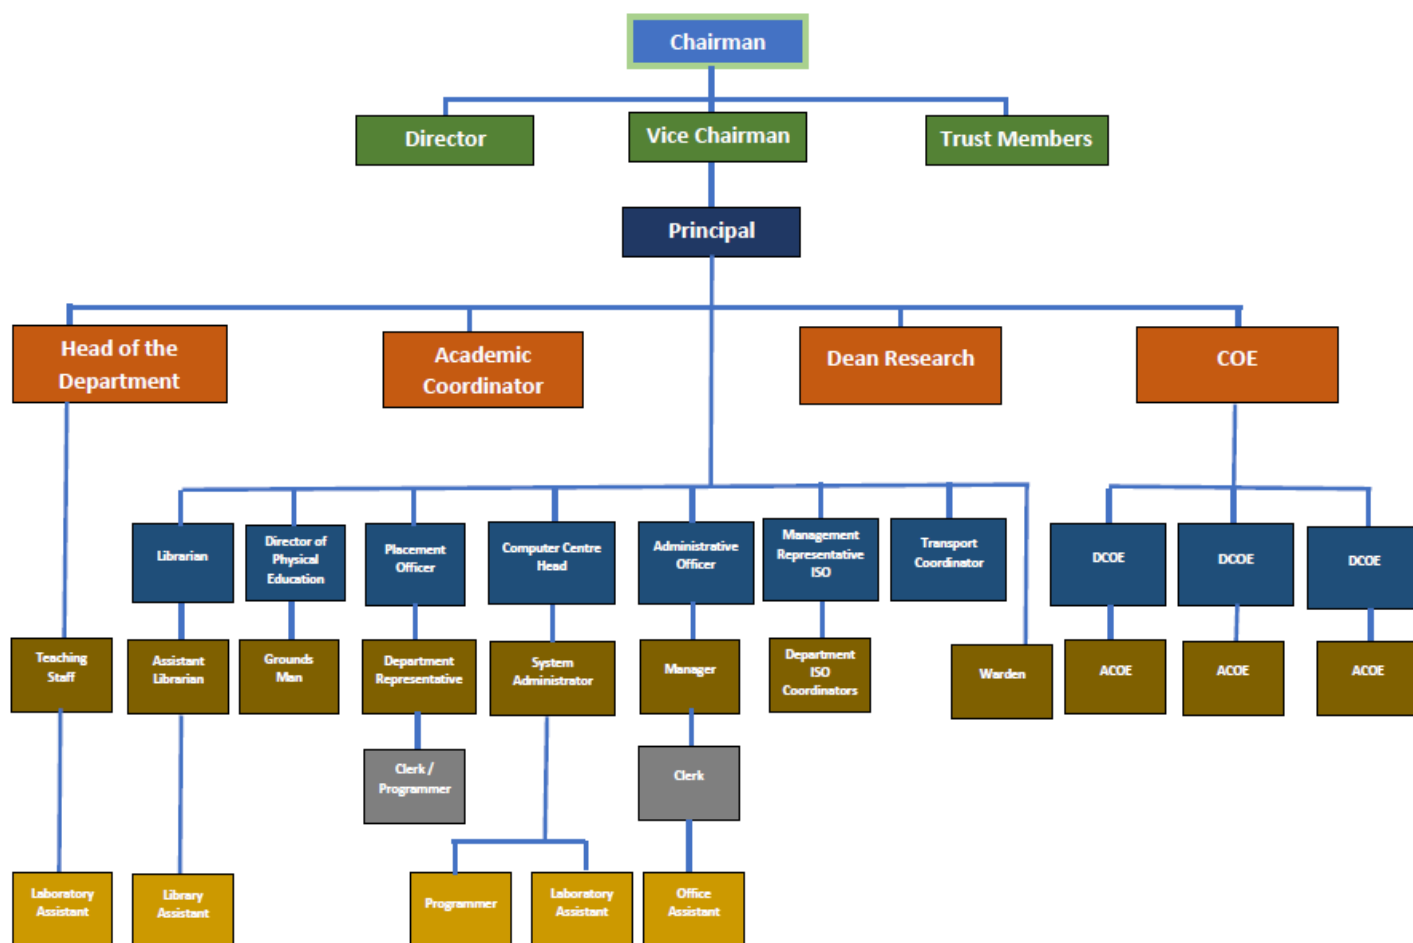 Chairman
Director
Vice Chairman
Trust Members
Principal
Head of the
Department
Academic
Coordinator
Dean Research
COE
Librarian
Director of
Physical
Education
Placement
Officer
Computer Centre
Head
Administrative
Officer
Management
Representative
ISO
Transport
Coordinator
DCOE
DCOE
DCOE
Teaching
Staff
Assistant
Librarian
Grounds
Man
Department
Representative
System
Administrator
Manager
Department
ISO
Coordinators
Warden
ACOE
ACOE
ACOE
Clerk /
Programmer
Clerk
Laboratory
Assistant
Library
Assistant
Programmer
Laboratory
Assistant
Office
Assistant